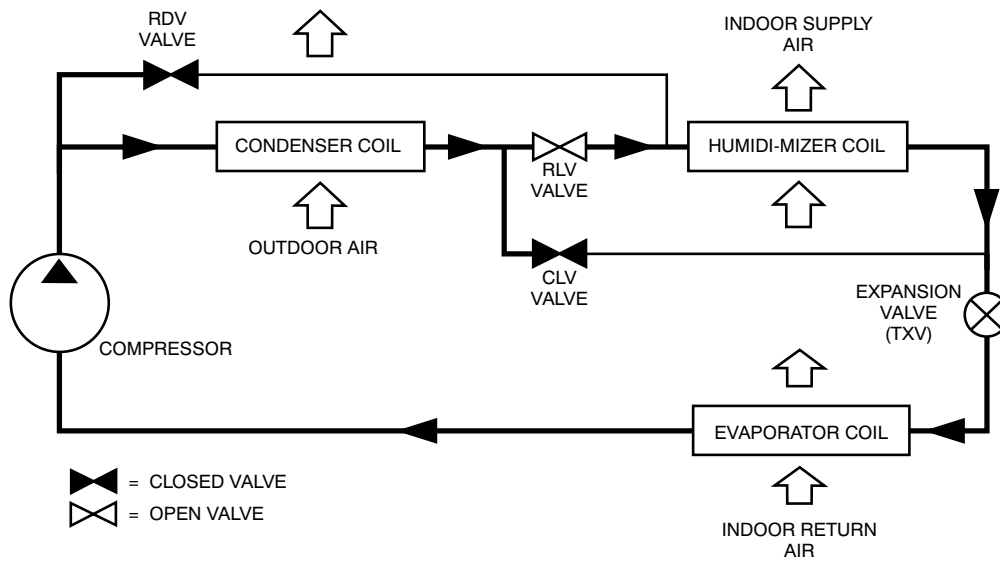 RDV
VALVE
INDOOR SUPPLY
AIR
CONDENSER COIL
HUMIDI-MIZER COIL
RLV
VALVE
OUTDOOR AIR
CLV
VALVE
EXPANSION
VALVE
(TXV)
COMPRESSOR
EVAPORATOR COIL
= CLOSED VALVE
= OPEN VALVE
INDOOR RETURN
AIR